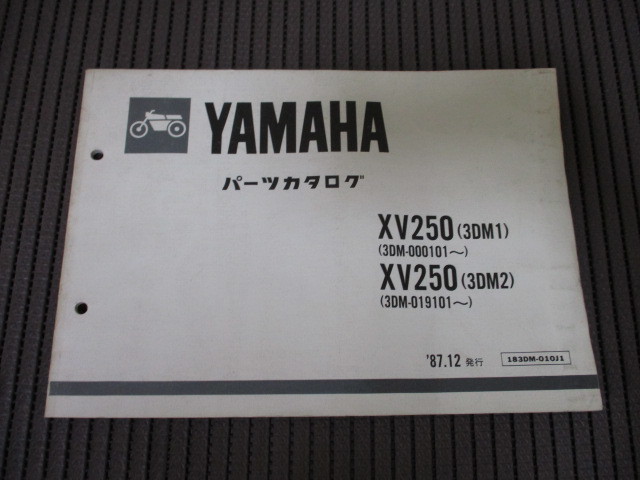 YAMAHA
パーツカタログ
XV250 (3DM1)
(3DM-000101〜)
XV250 (3DM2)
(3DM-019101〜)
'87.12 発行 183DM-010J1